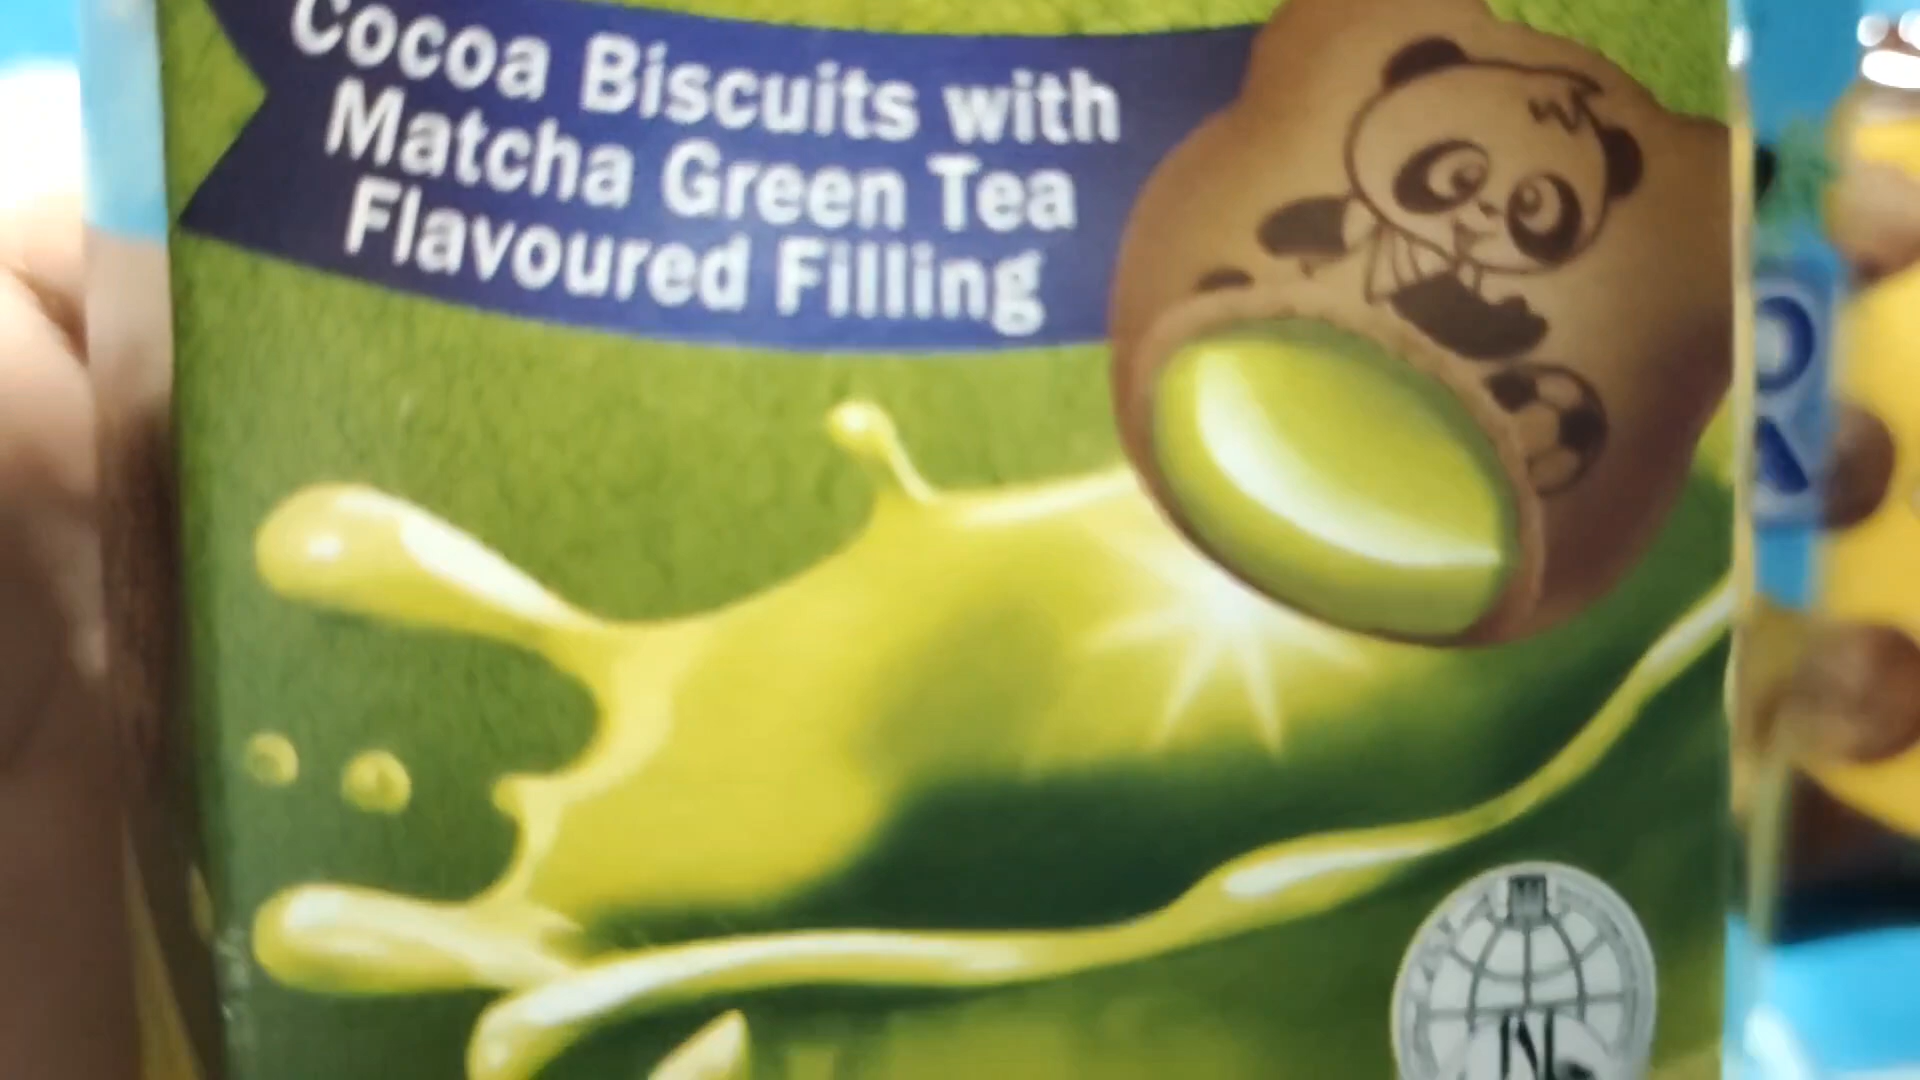 Cocoa Biscuits with
Matcha Green Tea
Flavoured Filling